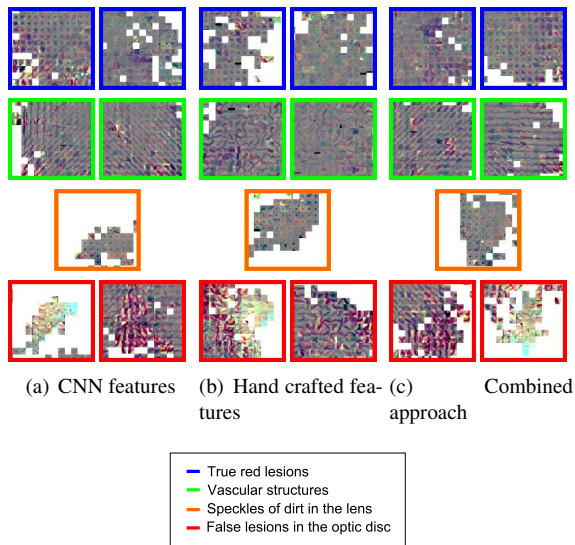 (a) CNN features
(b) Hand crafted fea-
tures
(c) Combined
approach
True red lesions
Vascular structures
Speckles of dirt in the lens
False lesions in the optic disc